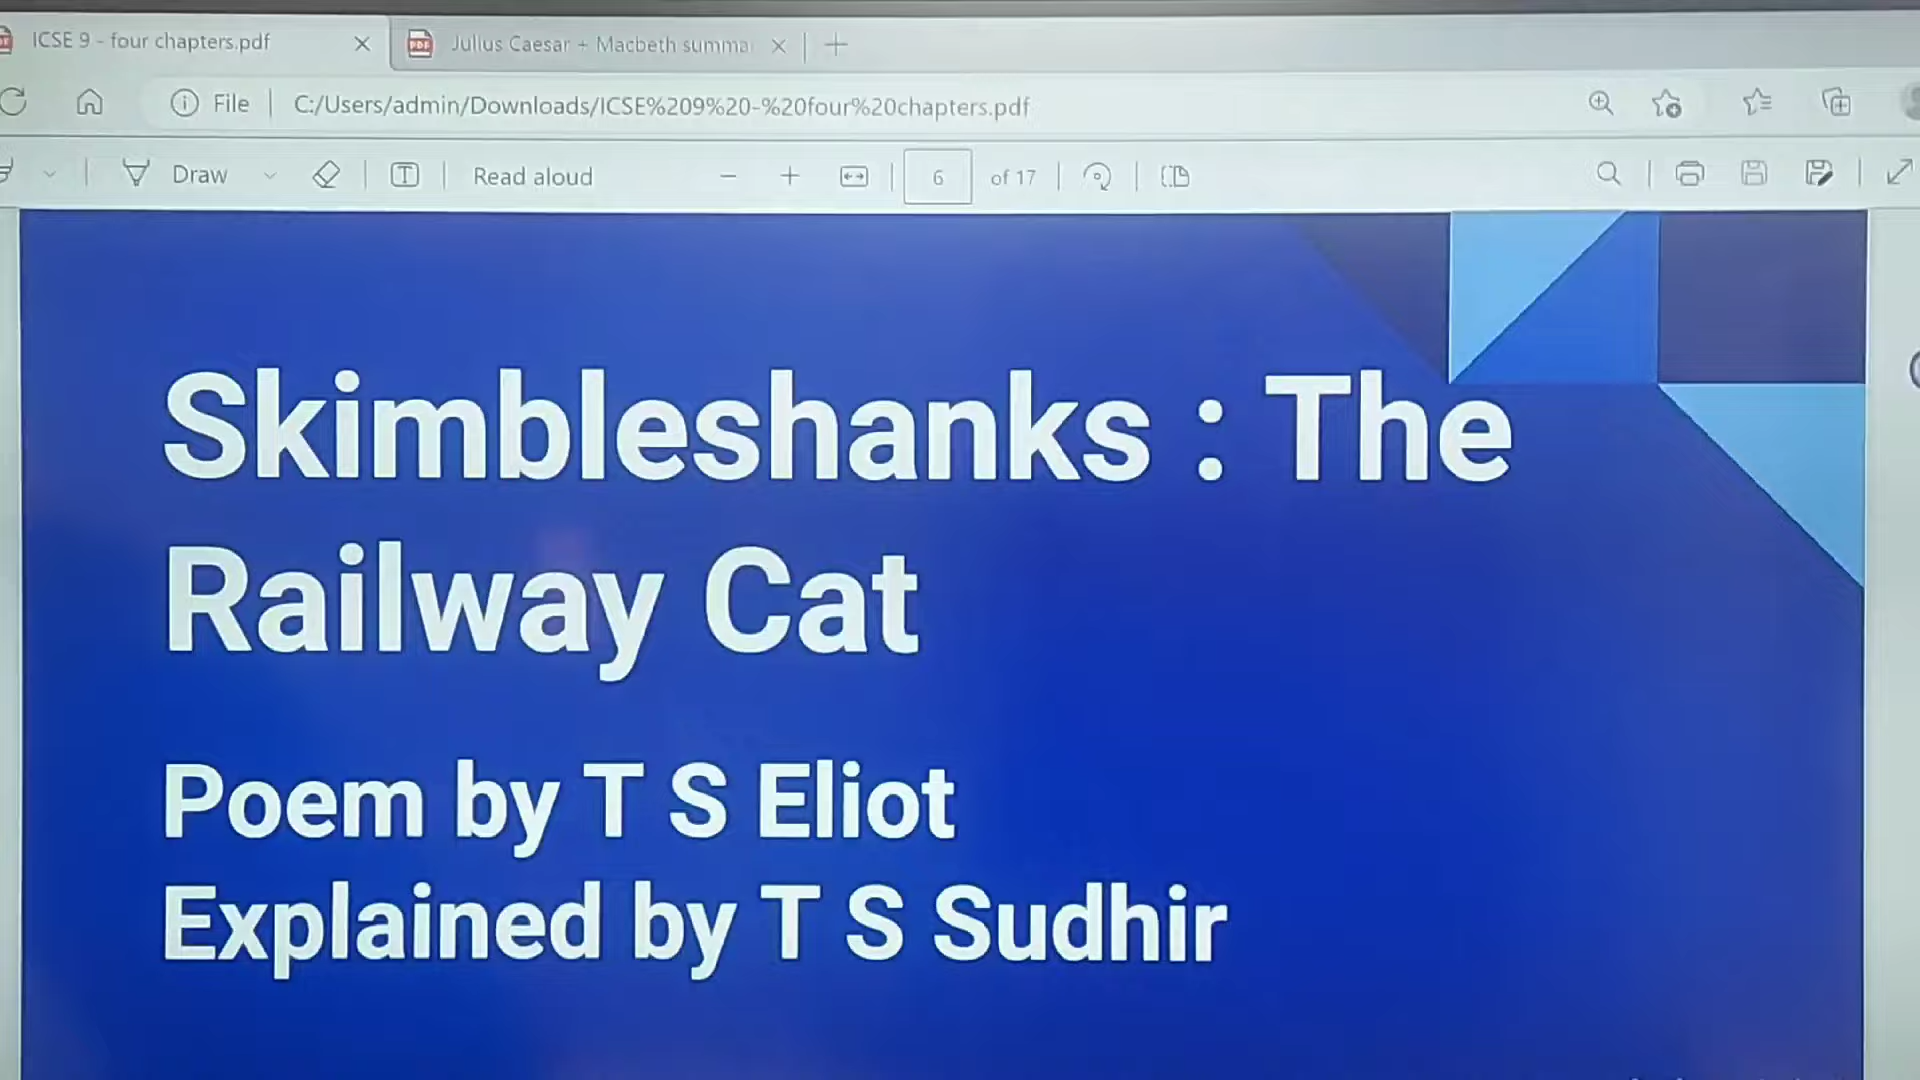 ICSE 9 - four chapters.pdf
Julius Caesar + Macbeth summa
File
C:/Users/admin/Downloads/ICSE%209%20-%20four%20chapters.pdf
Draw
Read aloud
6 of 17
Skimbleshanks : The
Railway Cat
Poem by T S Eliot
Explained by T S Sudhir